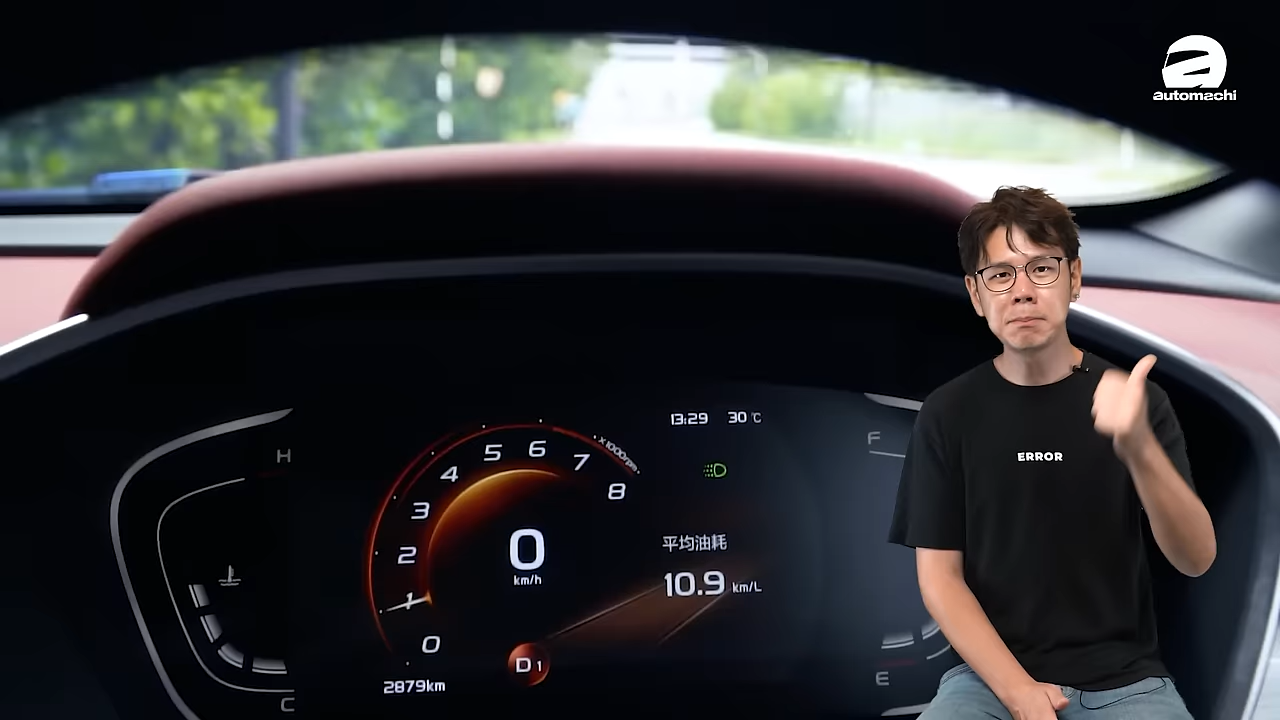 automachi
13:29 30℃
H
F
5 6
x1000rpm
4 7
8
3
ERROR
0
km/h
平均油耗
2
10.9 km/L
1
0
D1
2879km
E
C